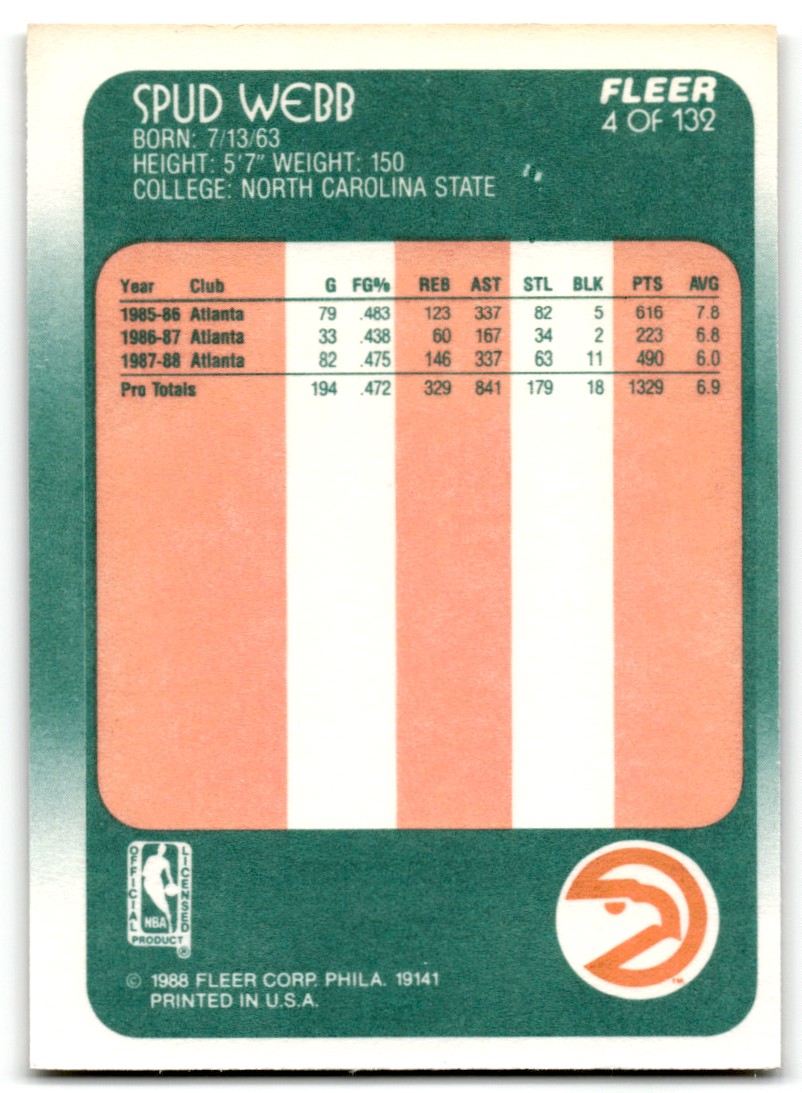 SPUD WEBB
FLEER
4 OF 132
BORN: 7/13/63
HEIGHT: 5'7" WEIGHT: 150
COLLEGE: NORTH CAROLINA STATE
Year Club G FG% REB AST STL BLK PTS AVG
1985-86 Atlanta 79 .483 123 337 82 5 616 7.8
1986-87 Atlanta 33 .438 60 167 34 2 223 6.8
1987-88 Atlanta 82 .475 146 337 63 11 490 6.0
Pro Totals 194 .472 329 841 179 18 1329 6.9
OFFICIAL
LICENSED
NBA
PRODUCT
®
TM
© 1988 FLEER CORP. PHILA. 19141
PRINTED IN U.S.A.